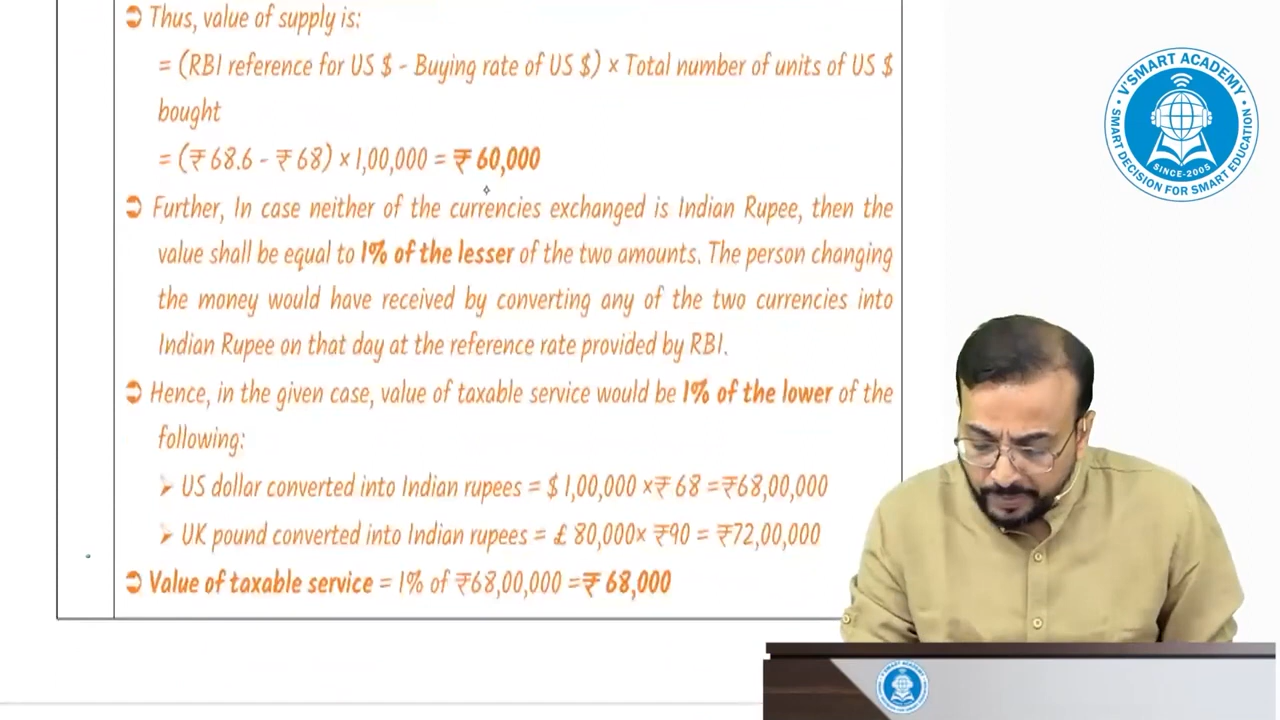 ➲ Thus, value of supply is:
= (RBI reference for US $ - Buying rate of US $) × Total number of units of US $
bought
= (₹ 68.6 - ₹ 68) × 1,00,000 = ₹ 60,000
➲ Further, In case neither of the currencies exchanged is Indian Rupee, then the
value shall be equal to 1% of the lesser of the two amounts. The person changing
the money would have received by converting any of the two currencies into
Indian Rupee on that day at the reference rate provided by RBI.
➲ Hence, in the given case, value of taxable service would be 1% of the lower of the
following:
➢ US dollar converted into Indian rupees = $ 1,00,000 ×₹ 68 =₹68,00,000
➢ UK pound converted into Indian rupees = £ 80,000× ₹90 = ₹72,00,000
➲ Value of taxable service = 1% of ₹68,00,000 =₹ 68,000
V'SMART ACADEMY
SINCE-2005
SMART DECISION FOR SMART EDUCATION